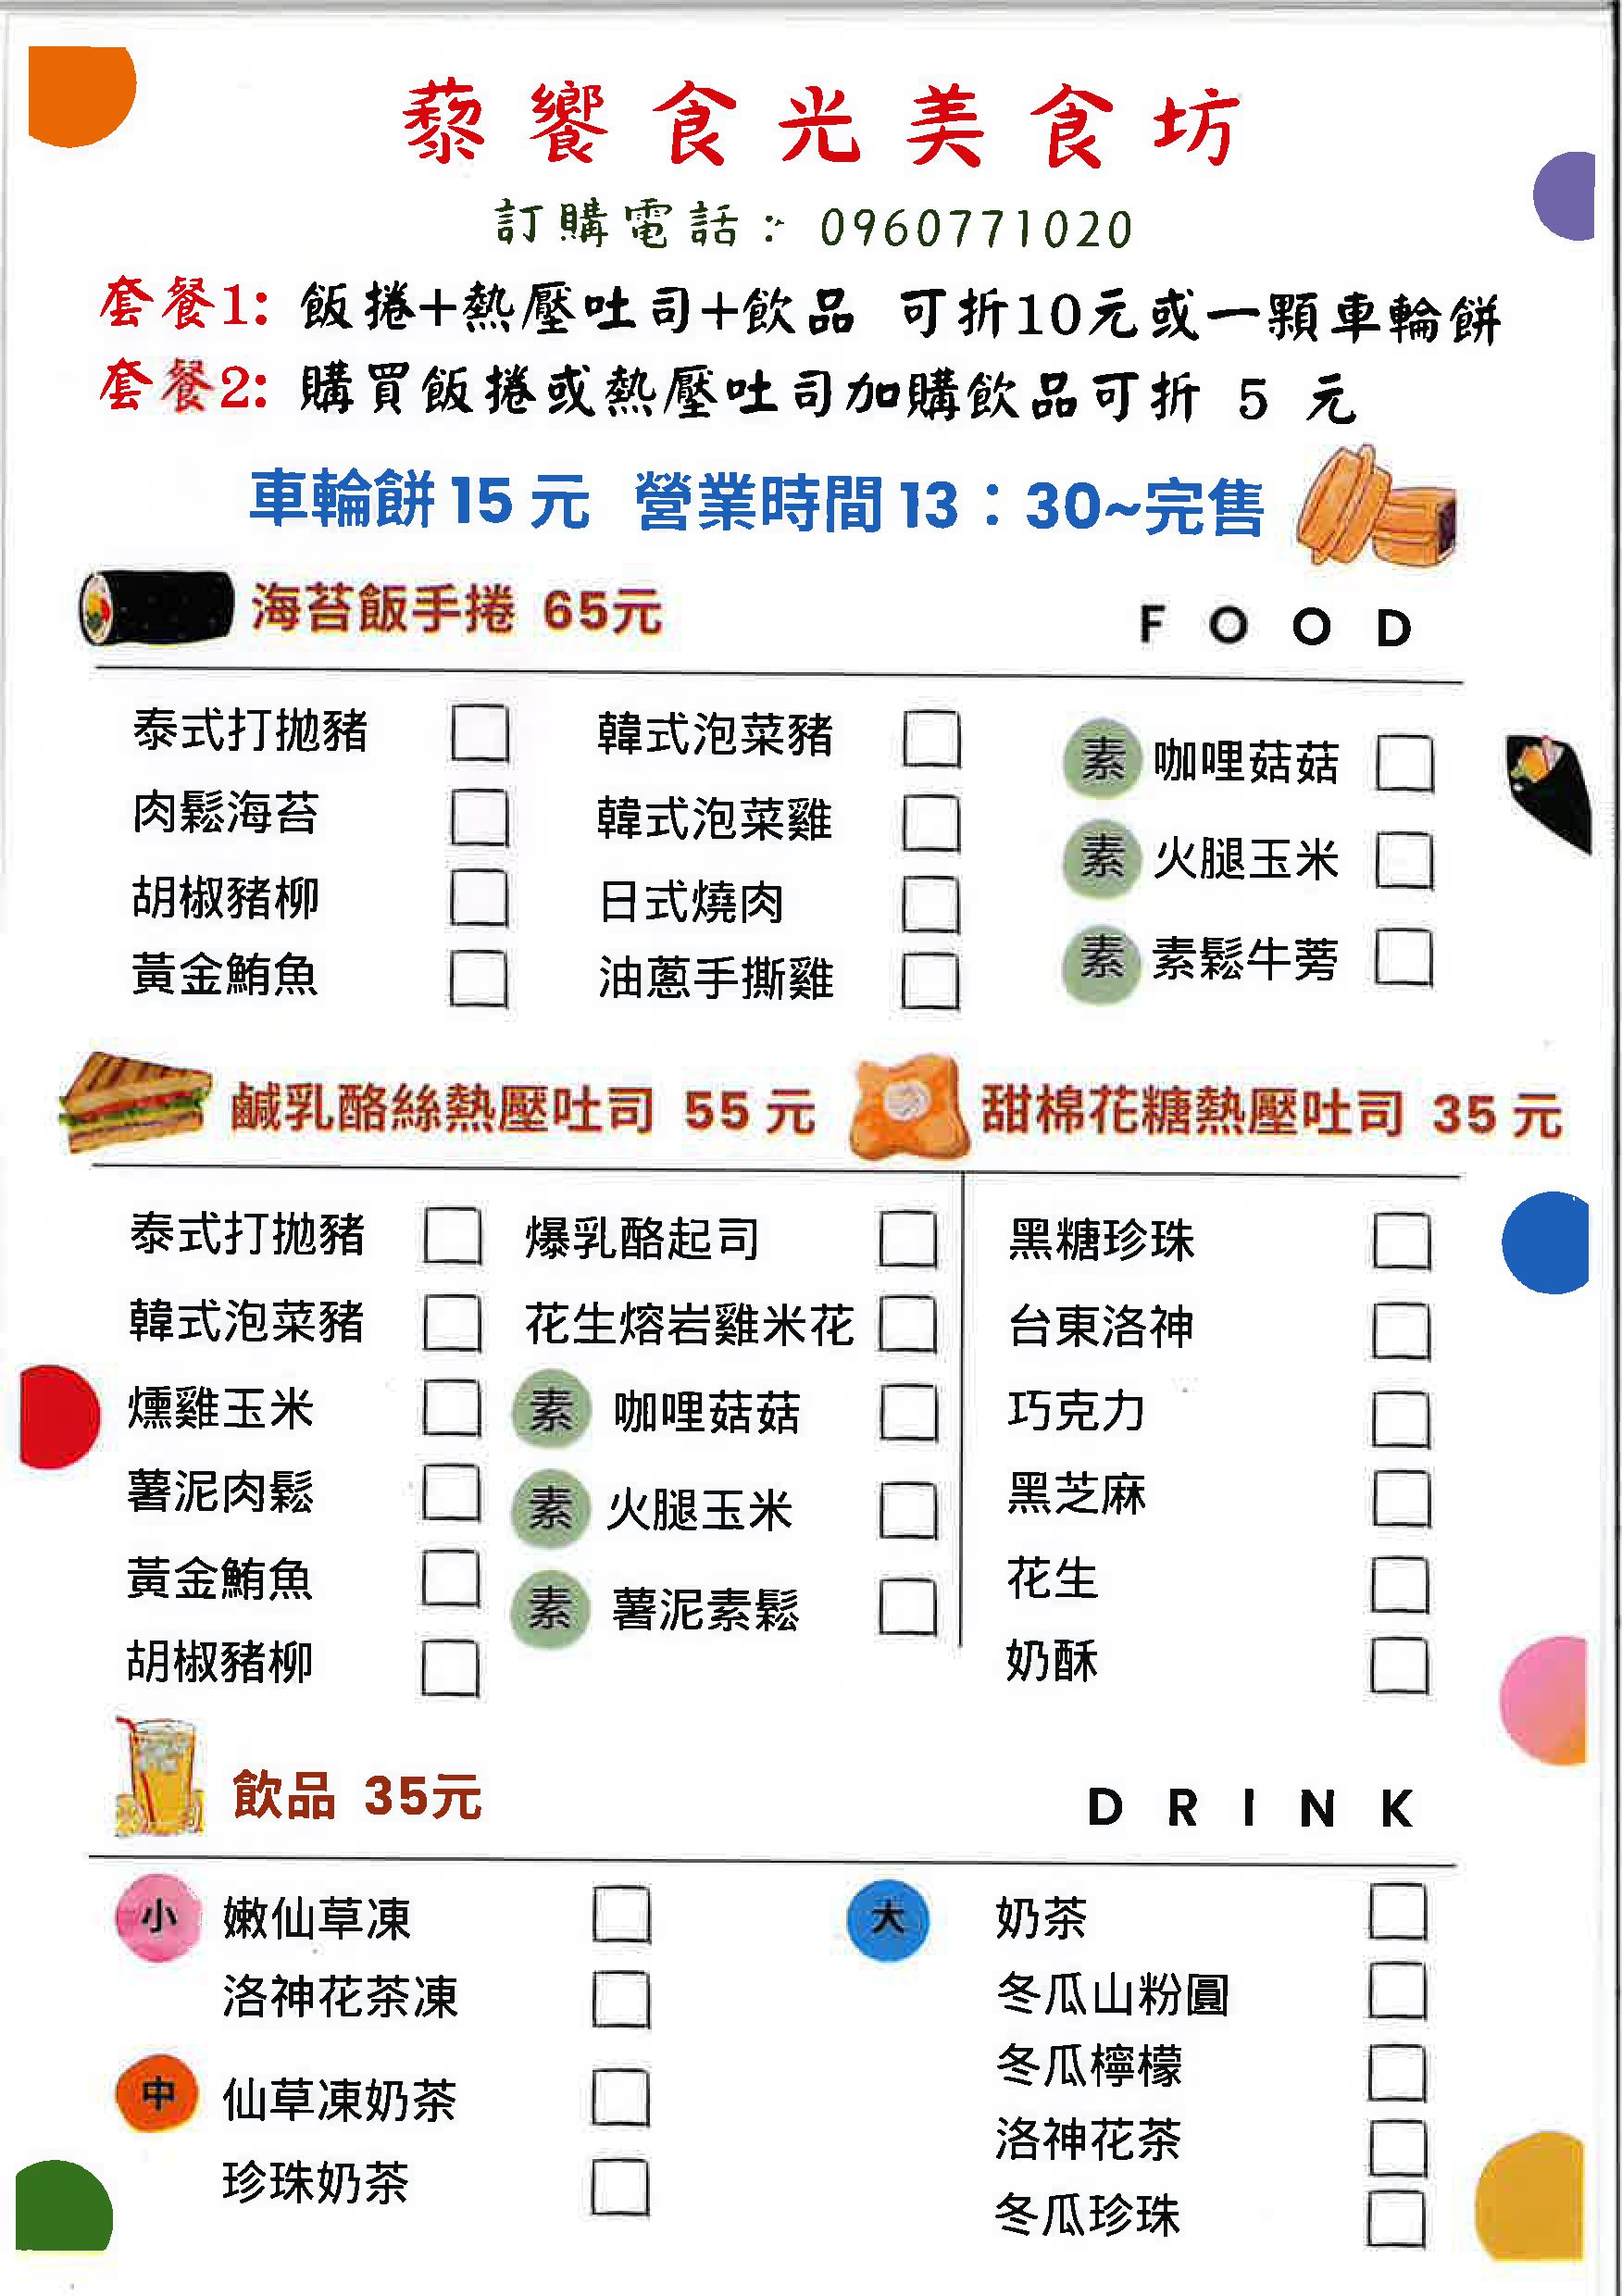 藜饗食光美食坊
訂購電話：0960771020
套餐1: 飯捲+熱壓吐司+飲品 可折10元或一顆車輪餅
套餐2: 購買飯捲或熱壓吐司加購飲品可折 5 元
車輪餅15元 營業時間13：30~完售
海苔飯手捲 65元
FOOD
泰式打拋豬 韓式泡菜豬
素 咖哩菇菇
肉鬆海苔 韓式泡菜雞
素 火腿玉米
胡椒豬柳 日式燒肉
素 素鬆牛蒡
黃金鮪魚 油蔥手撕雞
鹹乳酪絲熱壓吐司 55元 甜棉花糖熱壓吐司 35元
泰式打拋豬 爆乳酪起司 黑糖珍珠
韓式泡菜豬 花生熔岩雞米花 台東洛神
燻雞玉米 素 咖哩菇菇 巧克力
薯泥肉鬆 素 火腿玉米 黑芝麻
黃金鮪魚 素 薯泥素鬆 花生
胡椒豬柳 奶酥
飲品 35元
DRINK
小 嫩仙草凍 大 奶茶
洛神花茶凍 冬瓜山粉圓
冬瓜檸檬
中 仙草凍奶茶 洛神花茶
珍珠奶茶 冬瓜珍珠